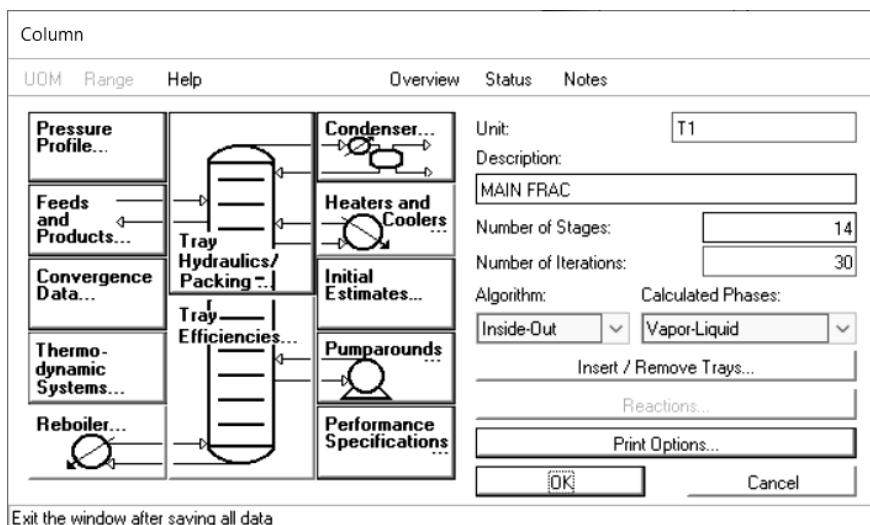 Column
UOM Range Help Overview Status Notes
Pressure
Profile...
Feeds
and
Products...
Convergence
Data...
Thermo-
dynamic
Systems...
Reboiler...
Tray
Hydraulics/
Packing ...
Tray
Efficiencies...
Condenser...
Heaters and
Coolers
...
Initial
Estimates...
Pumparounds
...
Performance
Specifications
...
Unit: T1
Description:
MAIN FRAC
Number of Stages: 14
Number of Iterations: 30
Algorithm: Calculated Phases:
Inside-Out Vapor-Liquid
Insert / Remove Trays...
Reactions...
Print Options...
OK Cancel
Exit the window after saving all data